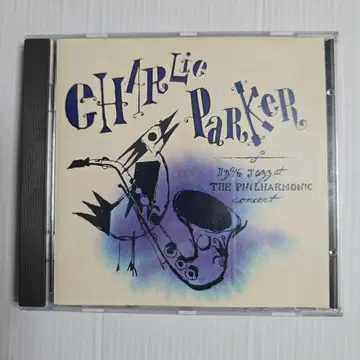 CHARLIE
PARKER
1946 Jazz at
THE PHILHARMONIC
concert